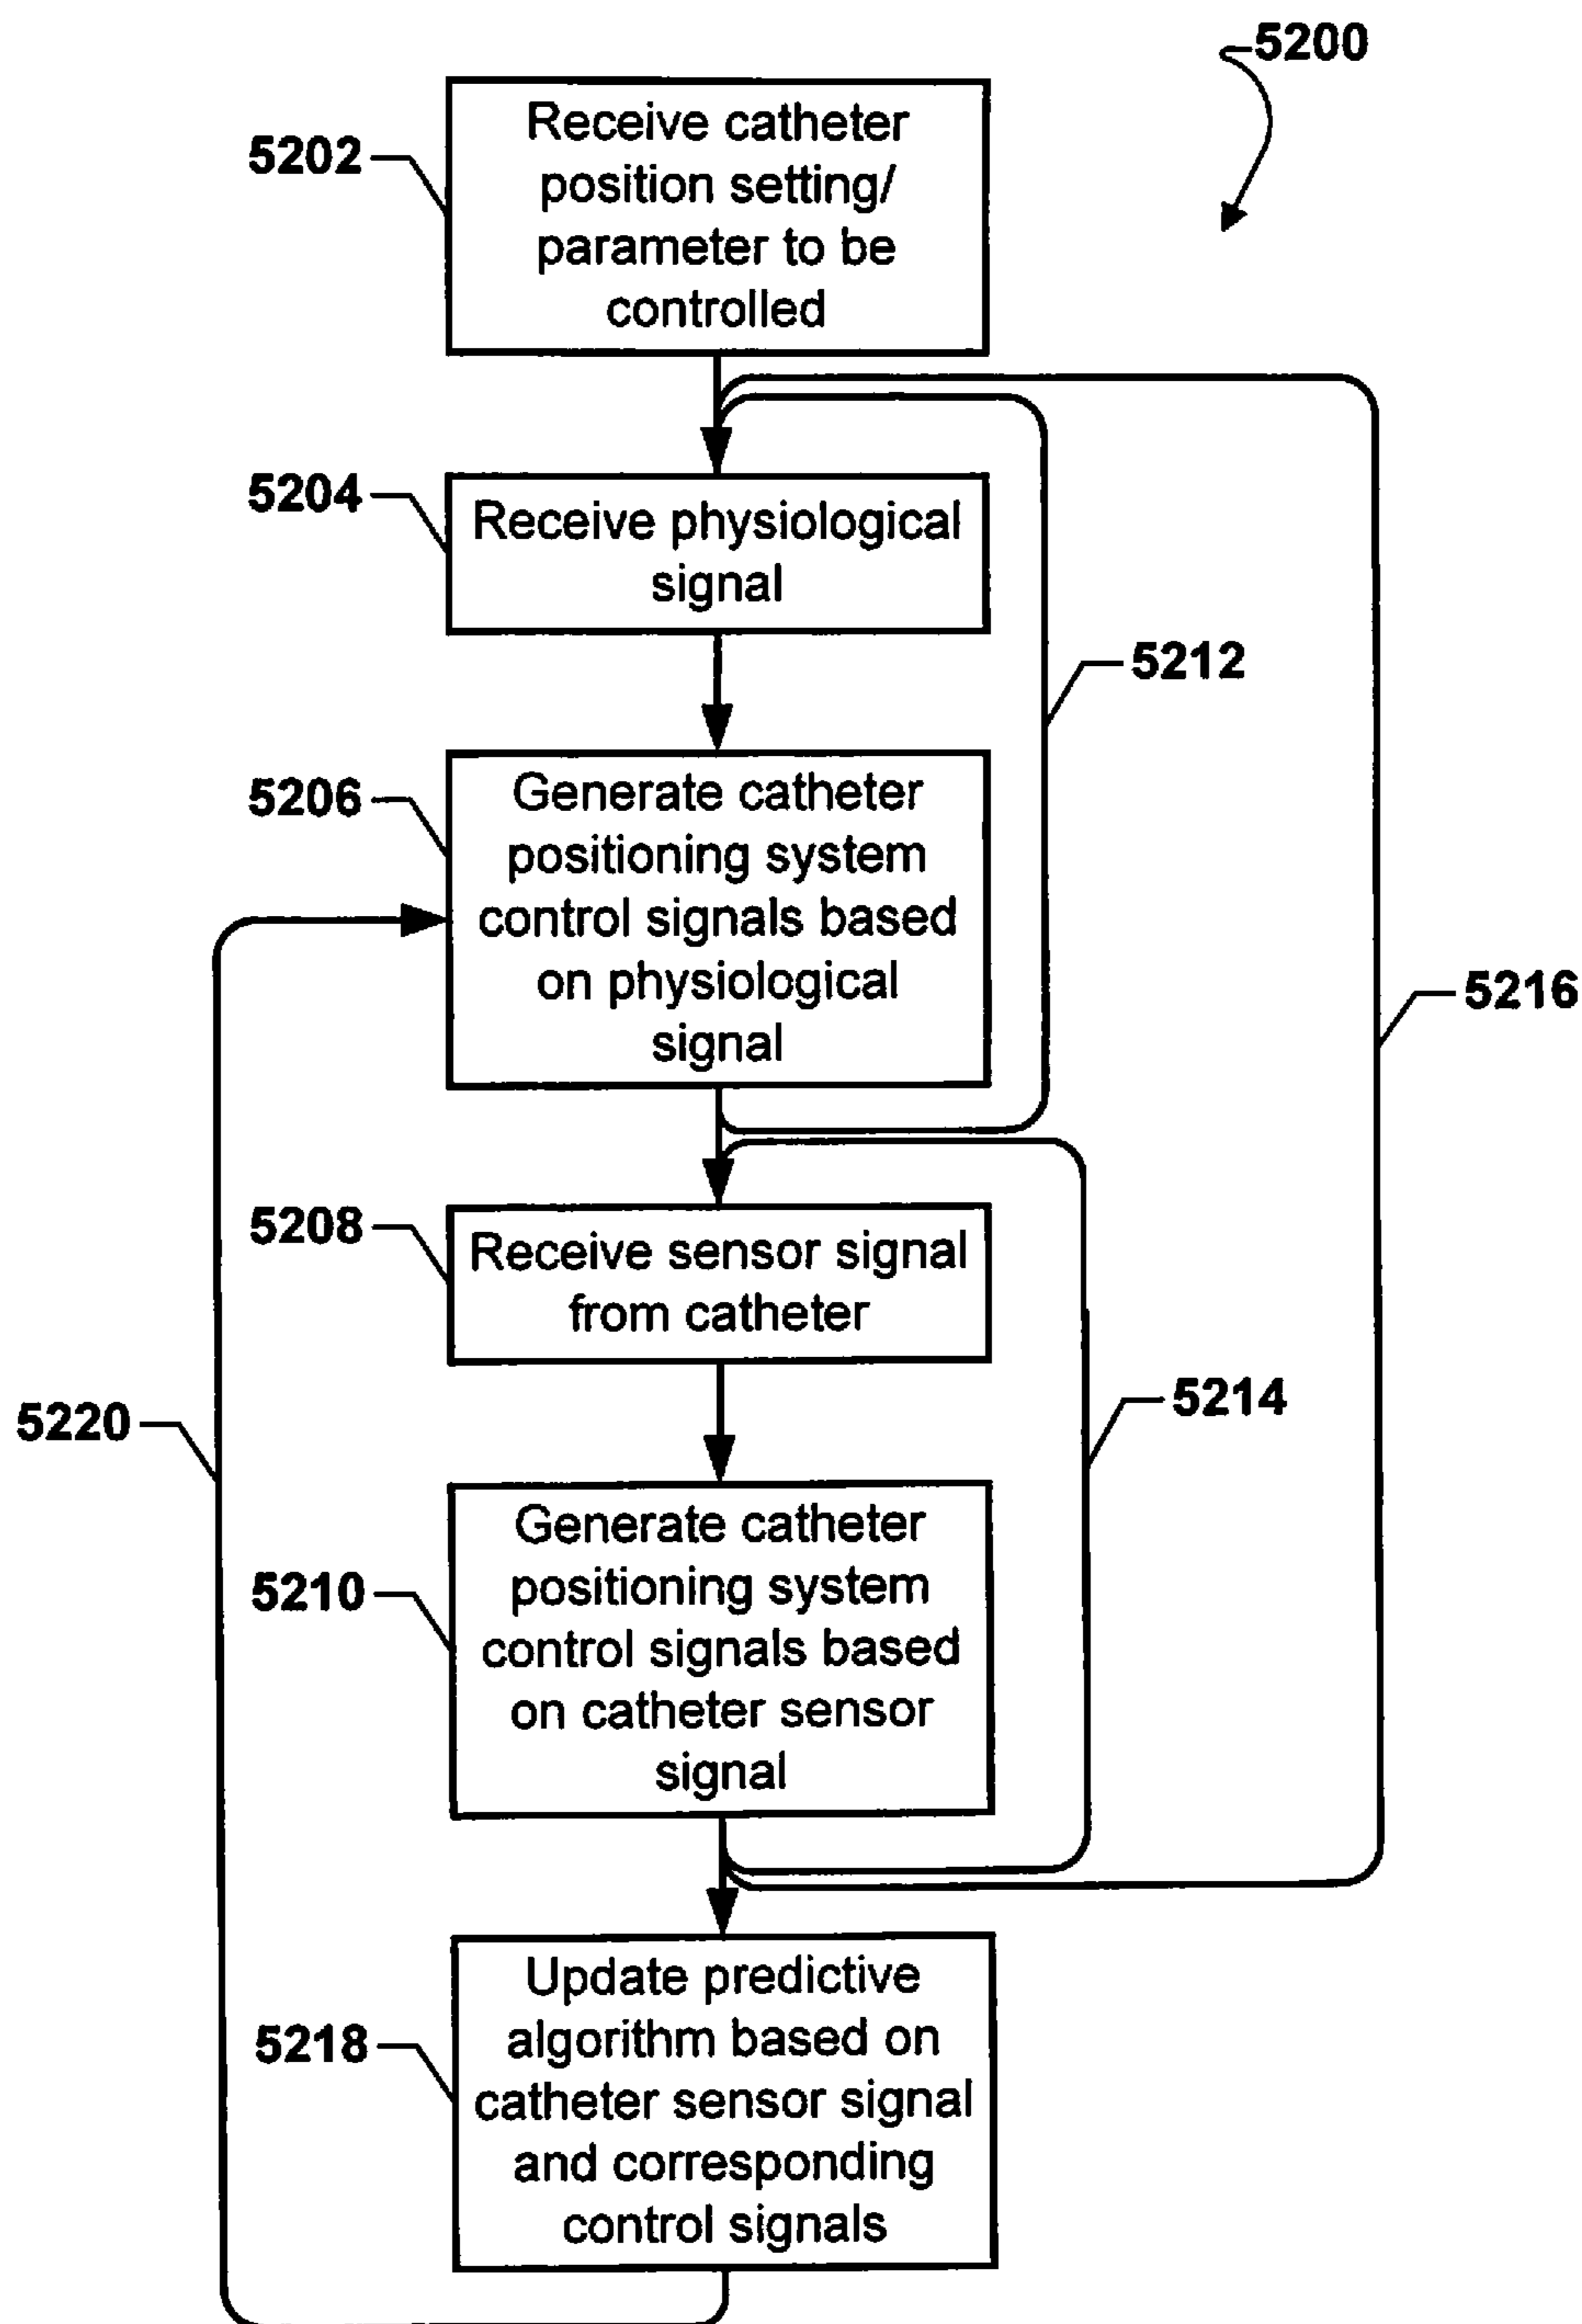 5200
5202
Receive catheter
position setting/
parameter to be
controlled
5204
Receive physiological
signal
5212
5206
Generate catheter
positioning system
control signals based
on physiological
signal
5216
5208
Receive sensor signal
from catheter
5214
5220
5210
Generate catheter
positioning system
control signals based
on catheter sensor
signal
5218
Update predictive
algorithm based on
catheter sensor signal
and corresponding
control signals